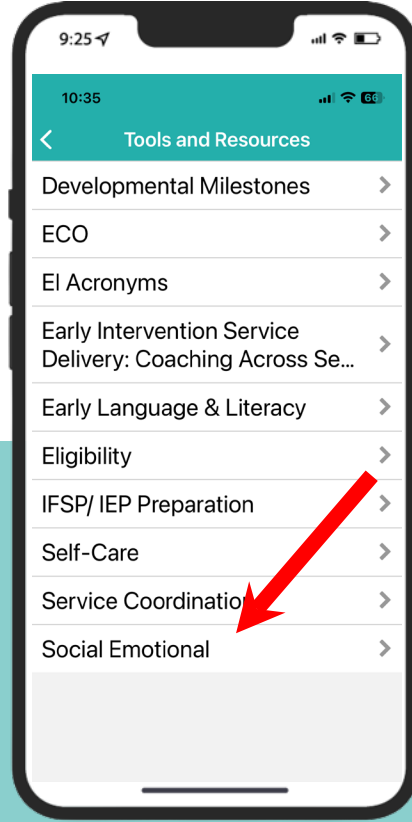 9:25
10:35
66
Tools and Resources
Developmental Milestones
ECO
EI Acronyms
Early Intervention Service
Delivery: Coaching Across Se...
Early Language & Literacy
Eligibility
IFSP/ IEP Preparation
Self-Care
Service Coordination
Social Emotional